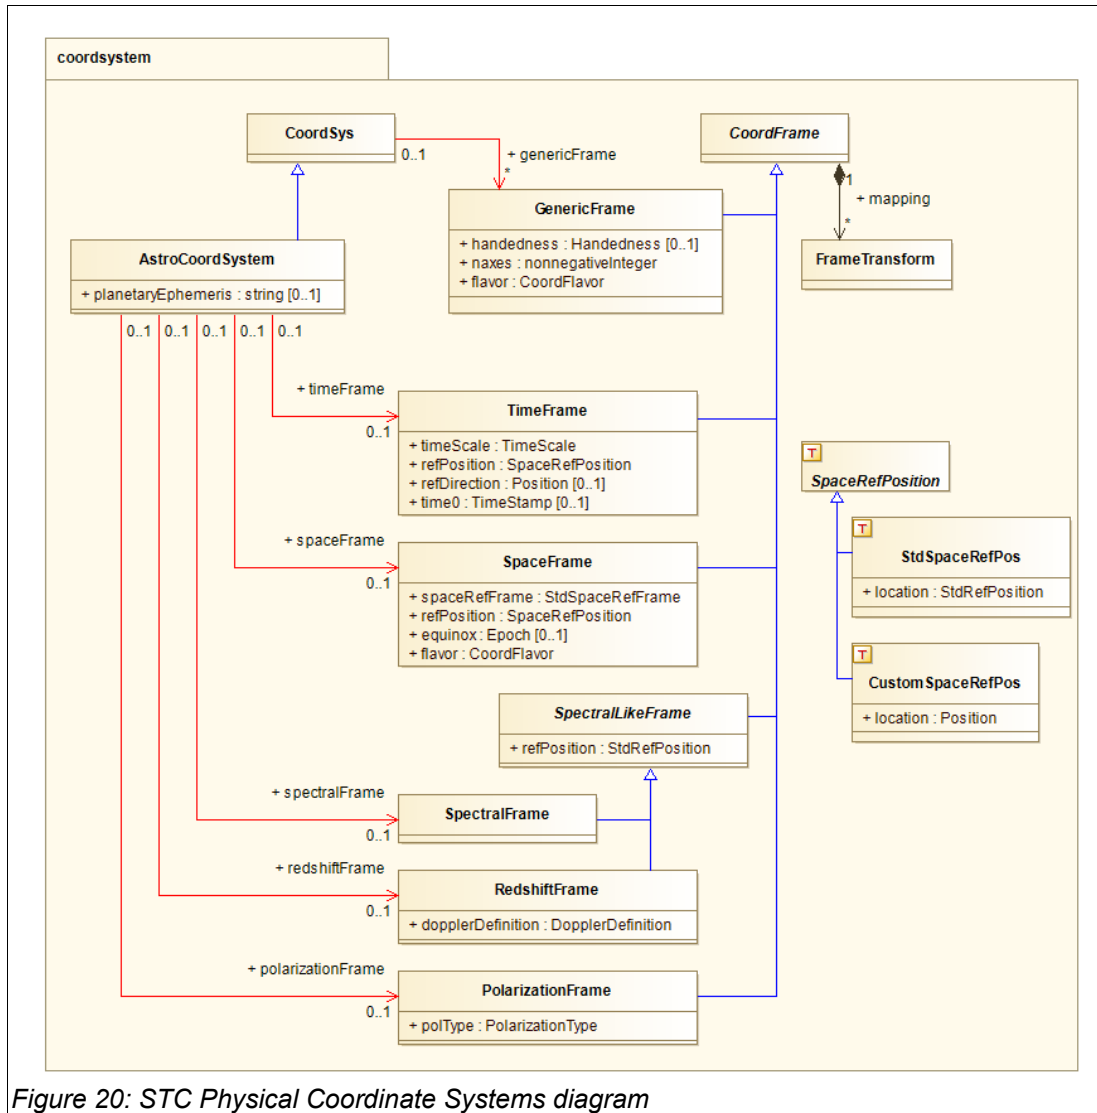 coordsystem
CoordSys
CoordFrame
0..1
+ genericFrame
*
1
+ mapping
*
GenericFrame
+ handedness : Handedness [0..1]
+ naxes : nonnegativeInteger
+ flavor : CoordFlavor
FrameTransform
AstroCoordSystem
+ planetaryEphemeris : string [0..1]
0..1 0..1 0..1 0..1 0..1
+ timeFrame
0..1
TimeFrame
+ timeScale : TimeScale
+ refPosition : SpaceRefPosition
+ refDirection : Position [0..1]
+ time0 : TimeStamp [0..1]
T
SpaceRefPosition
+ spaceFrame
0..1
SpaceFrame
+ spaceRefFrame : StdSpaceRefFrame
+ refPosition : SpaceRefPosition
+ equinox : Epoch [0..1]
+ flavor : CoordFlavor
T
StdSpaceRefPos
+ location : StdRefPosition
T
CustomSpaceRefPos
+ location : Position
SpectralLikeFrame
+ refPosition : StdRefPosition
+ spectralFrame
0..1
SpectralFrame
+ redshiftFrame
0..1
RedshiftFrame
+ dopplerDefinition : DopplerDefinition
+ polarizationFrame
0..1
PolarizationFrame
+ polType : PolarizationType
Figure 20: STC Physical Coordinate Systems diagram